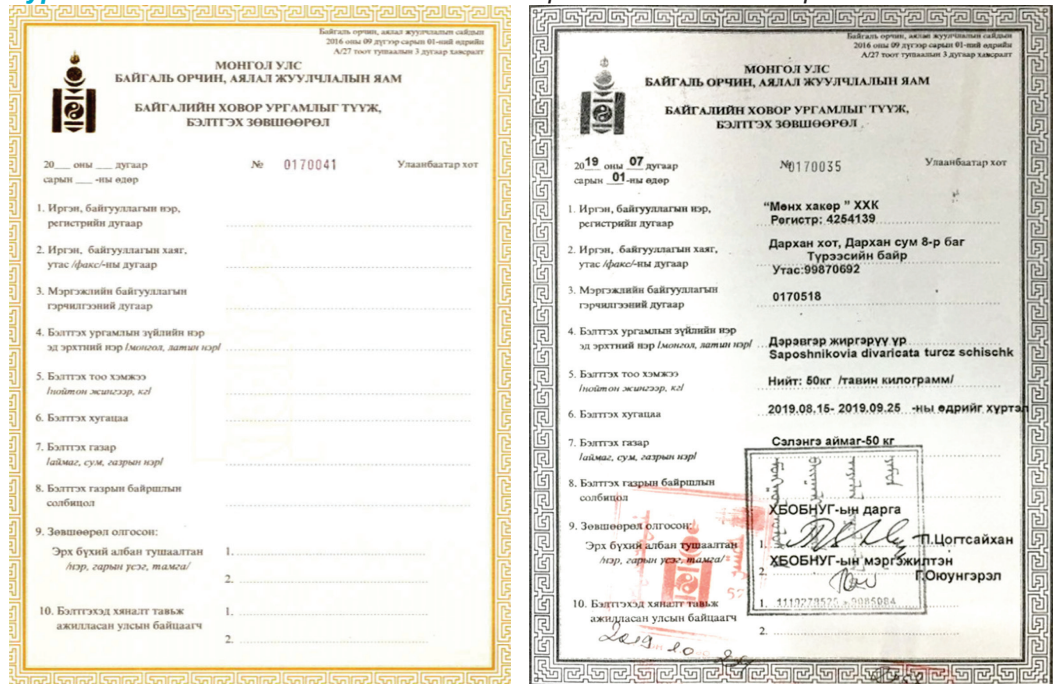 Байгаль орчин, аялал жуулчлалын сайдын
2016 оны 09 дүгээр сарын 01-ний өдрийн
А/27 тоот тушаалын 3 дугаар хавсралт
МОНГОЛ УЛС
БАЙГАЛЬ ОРЧИН, АЯЛАЛ ЖУУЛЧЛАЛЫН ЯАМ
БАЙГАЛИЙН ХОВОР УРГАМЛЫГ ТҮҮЖ,
БЭЛТГЭХ ЗӨВШӨӨРӨЛ
20___ оны ___ дугаар
сарын ___ -ны өдөр
№ 0170041
Улаанбаатар хот
1. Иргэн, байгууллагын нэр,
регистрийн дугаар
2. Иргэн, байгууллагын хаяг,
утас /факс/-ны дугаар
3. Мэргэжлийн байгууллагын
гэрчилгээний дугаар
4. Бэлтгэх ургамлын зүйлийн нэр
эд эрхтний нэр /монгол, латин нэр/
5. Бэлтгэх тоо хэмжээ
/нойтон жингээр, кг/
6. Бэлтгэх хугацаа
7. Бэлтгэх газар
/аймаг, сум, газрын нэр/
8. Бэлтгэх газрын байршлын
солбицол
9. Зөвшөөрөл олгосон:
Эрх бүхий албан тушаалтан
/нэр, гарын үсэг, тамга/
1.
2.
10. Бэлтгэхэд хяналт тавьж
ажилласан улсын байцаагч
1.
2.
Байгаль орчин, аялал жуулчлалын сайдын
2016 оны 09 дүгээр сарын 01-ний өдрийн
А/27 тоот тушаалын 3 дугаар хавсралт
МОНГОЛ УЛС
БАЙГАЛЬ ОРЧИН, АЯЛАЛ ЖУУЛЧЛАЛЫН ЯАМ
БАЙГАЛИЙН ХОВОР УРГАМЛЫГ ТҮҮЖ,
БЭЛТГЭХ ЗӨВШӨӨРӨЛ
2019 оны 07 дугаар
сарын 01-ны өдөр
№0170035
Улаанбаатар хот
1. Иргэн, байгууллагын нэр,
регистрийн дугаар
"Мөнх хакөр " ХХК
Регистр: 4254139
2. Иргэн, байгууллагын хаяг,
утас /факс/-ны дугаар
Дархан хот, Дархан сум 8-р баг
Түрээсийн байр
Утас:99870692
3. Мэргэжлийн байгууллагын
гэрчилгээний дугаар
0170518
4. Бэлтгэх ургамлын зүйлийн нэр
эд эрхтний нэр /монгол, латин нэр/
Дэрэвгэр жиргэрүү үр
Saposhnikovia divaricata turcz schischk
5. Бэлтгэх тоо хэмжээ
/нойтон жингээр, кг/
Нийт: 50кг /тавин килограмм/
6. Бэлтгэх хугацаа
2019.08.15- 2019.09.25 -ны өдрийг хүртэл
7. Бэлтгэх газар
/аймаг, сум, газрын нэр/
Сэлэнгэ аймаг-50 кг
8. Бэлтгэх газрын байршлын
солбицол
9. Зөвшөөрөл олгосон:
Эрх бүхий албан тушаалтан
/нэр, гарын үсэг, тамга/
ХБОБНУГ-ын дарга
1. П.Цогтсайхан
ХБОБНУГ-ын мэргэжилтэн
2. Г.Оюунгэрэл
10. Бэлтгэхэд хяналт тавьж
ажилласан улсын байцаагч
1.
2.
2019 10